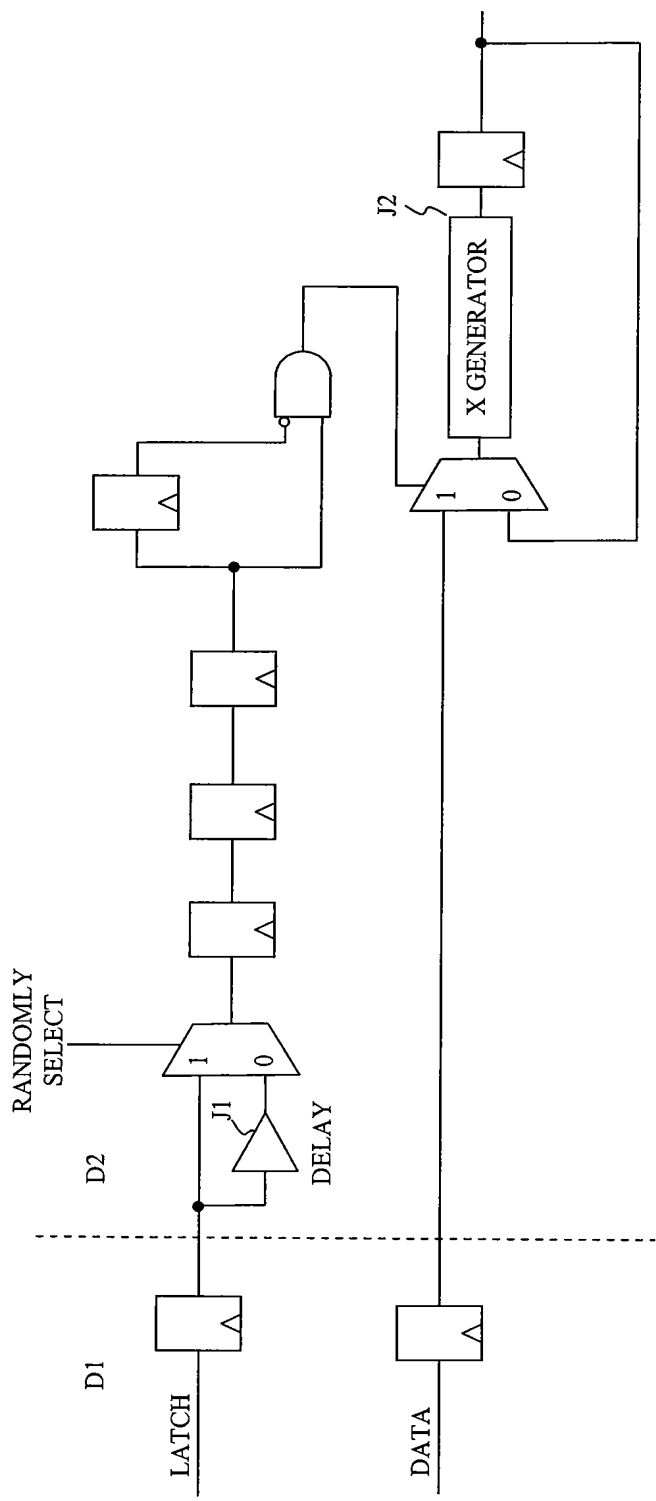 D1
D2
LATCH
RANDOMLY
SELECT
1
0
J1
DELAY
DATA
1
0
X GENERATOR
J2